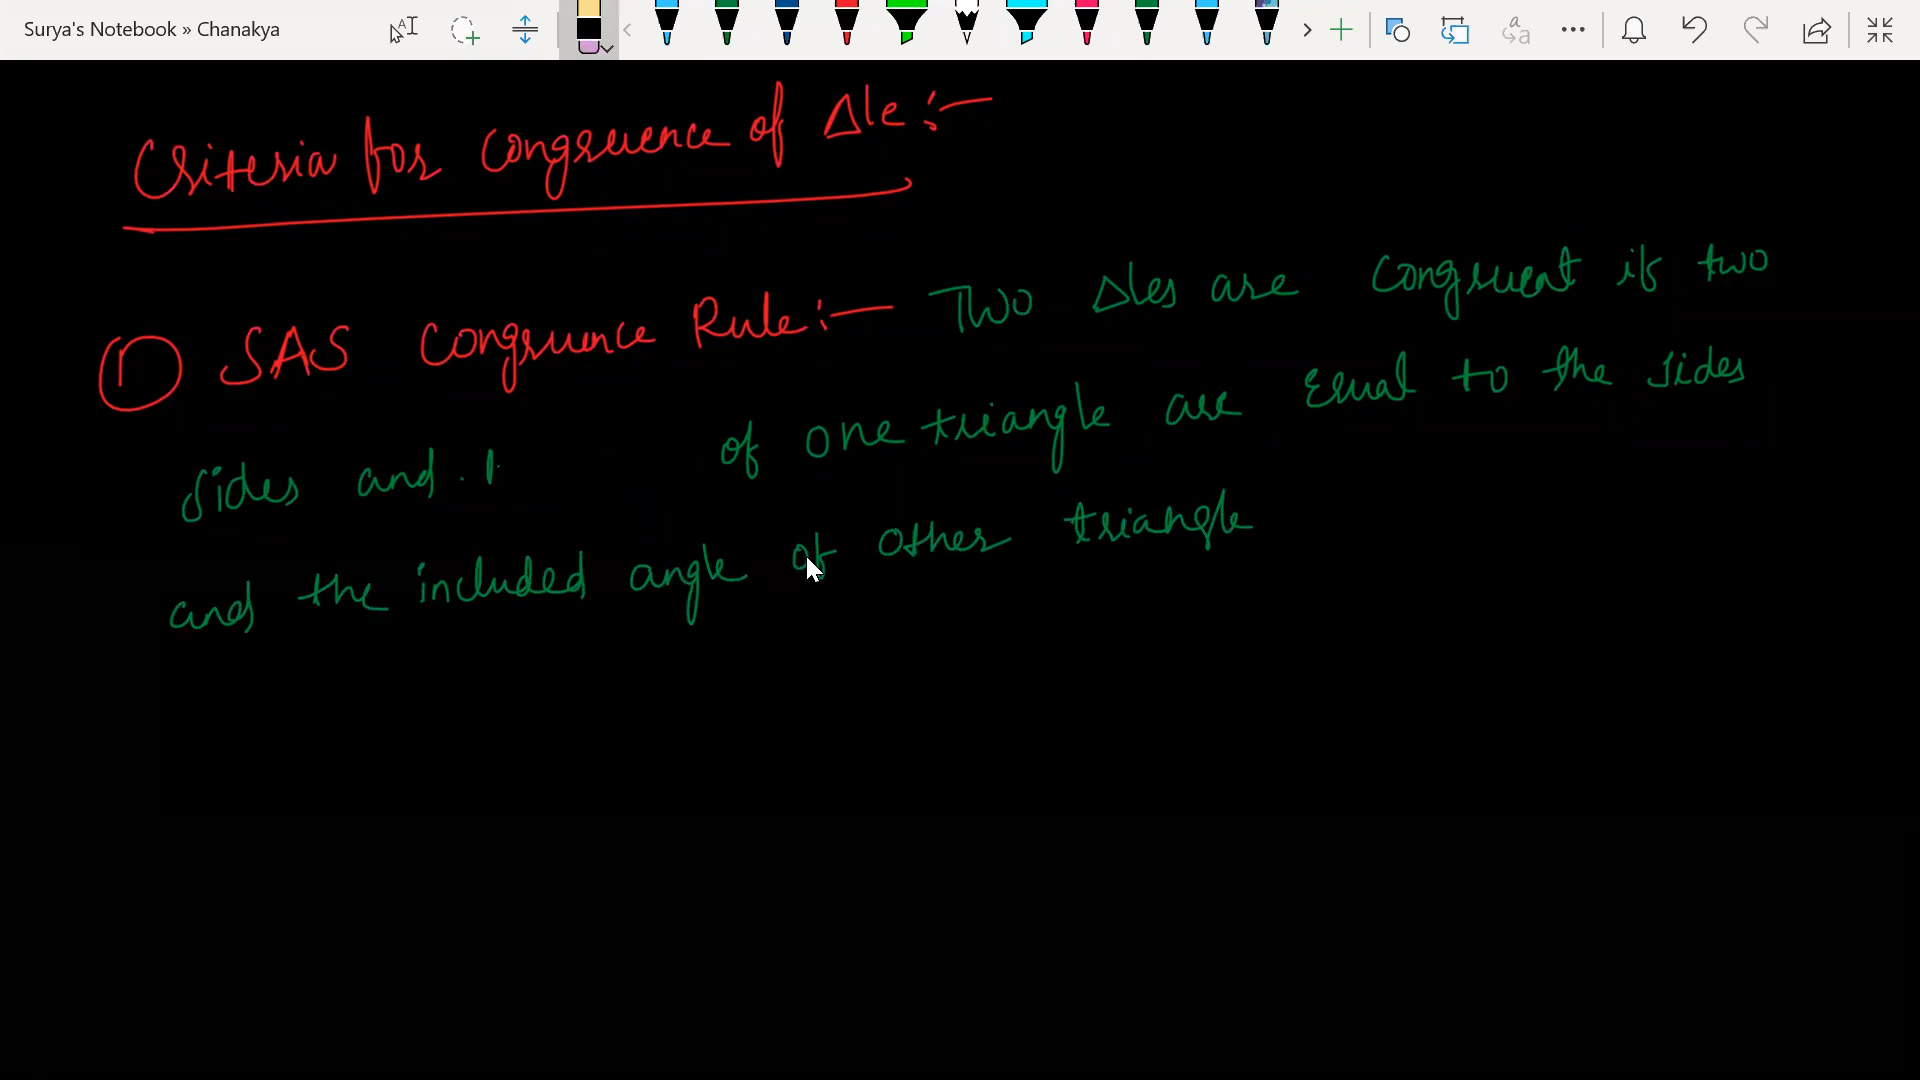 Surya's Notebook » Chanakya
Criteria for Congruence of Δle :—
① SAS Congruence Rule :— Two Δles are Congruent if two
sides and . of one triangle are Equal to the sides
and the included angle of other triangle